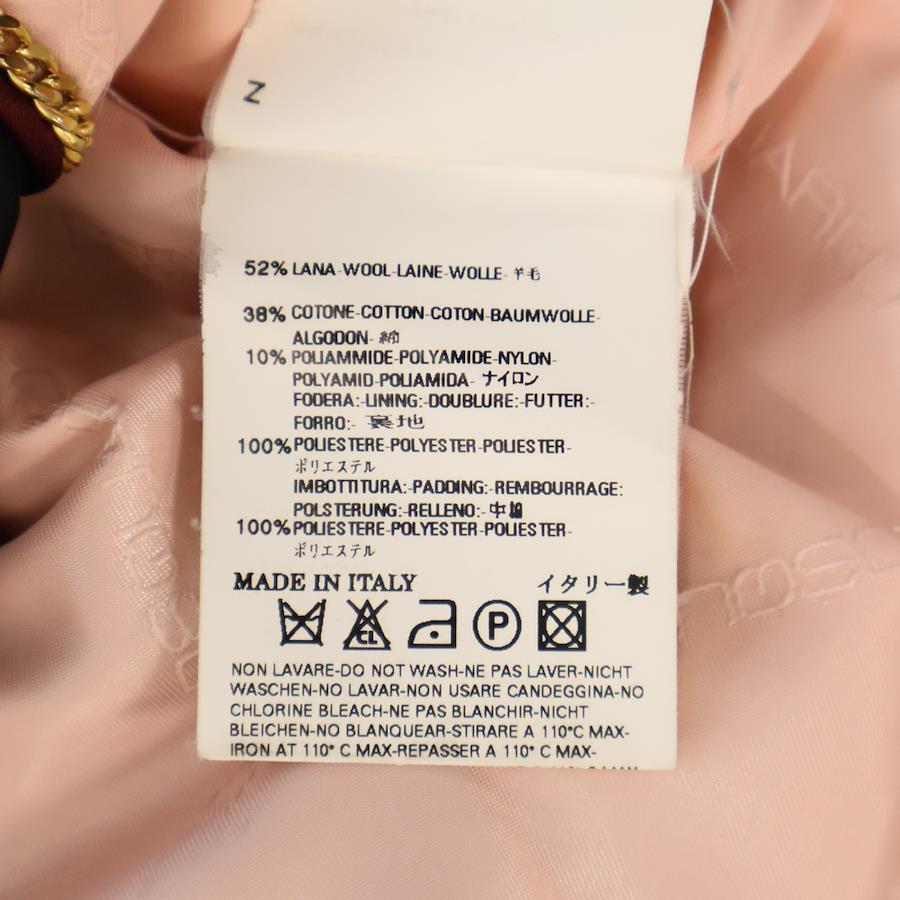 Z
52% LANA-WOOL-LAINE-WOLLE-羊毛
38% COTONE-COTTON-COTON-BAUMWOLLE-
ALGODON-綿
10% POLIAMMIDE-POLYAMIDE-NYLON-
POLYAMID-POLIAMIDA-ナイロン
FODERA:-LINING:-DOUBLURE:-FUTTER:-
FORRO:-裏地
100% POLIESTERE-POLYESTER-POLIESTER-
ポリエステル
IMBOTTITURA:-PADDING:-REMBOURRAGE:
POLSTERUNG:-RELLENO:-中綿
100% POLIESTERE-POLYESTER-POLIESTER-
ポリエステル
MADE IN ITALY イタリー製
CL P
NON LAVARE-DO NOT WASH-NE PAS LAVER-NICHT
WASCHEN-NO LAVAR-NON USARE CANDEGGINA-NO
CHLORINE BLEACH-NE PAS BLANCHIR-NICHT
BLEICHEN-NO BLANQUEAR-STIRARE A 110°C MAX-
IRON AT 110° C MAX-REPASSER A 110° C MAX-